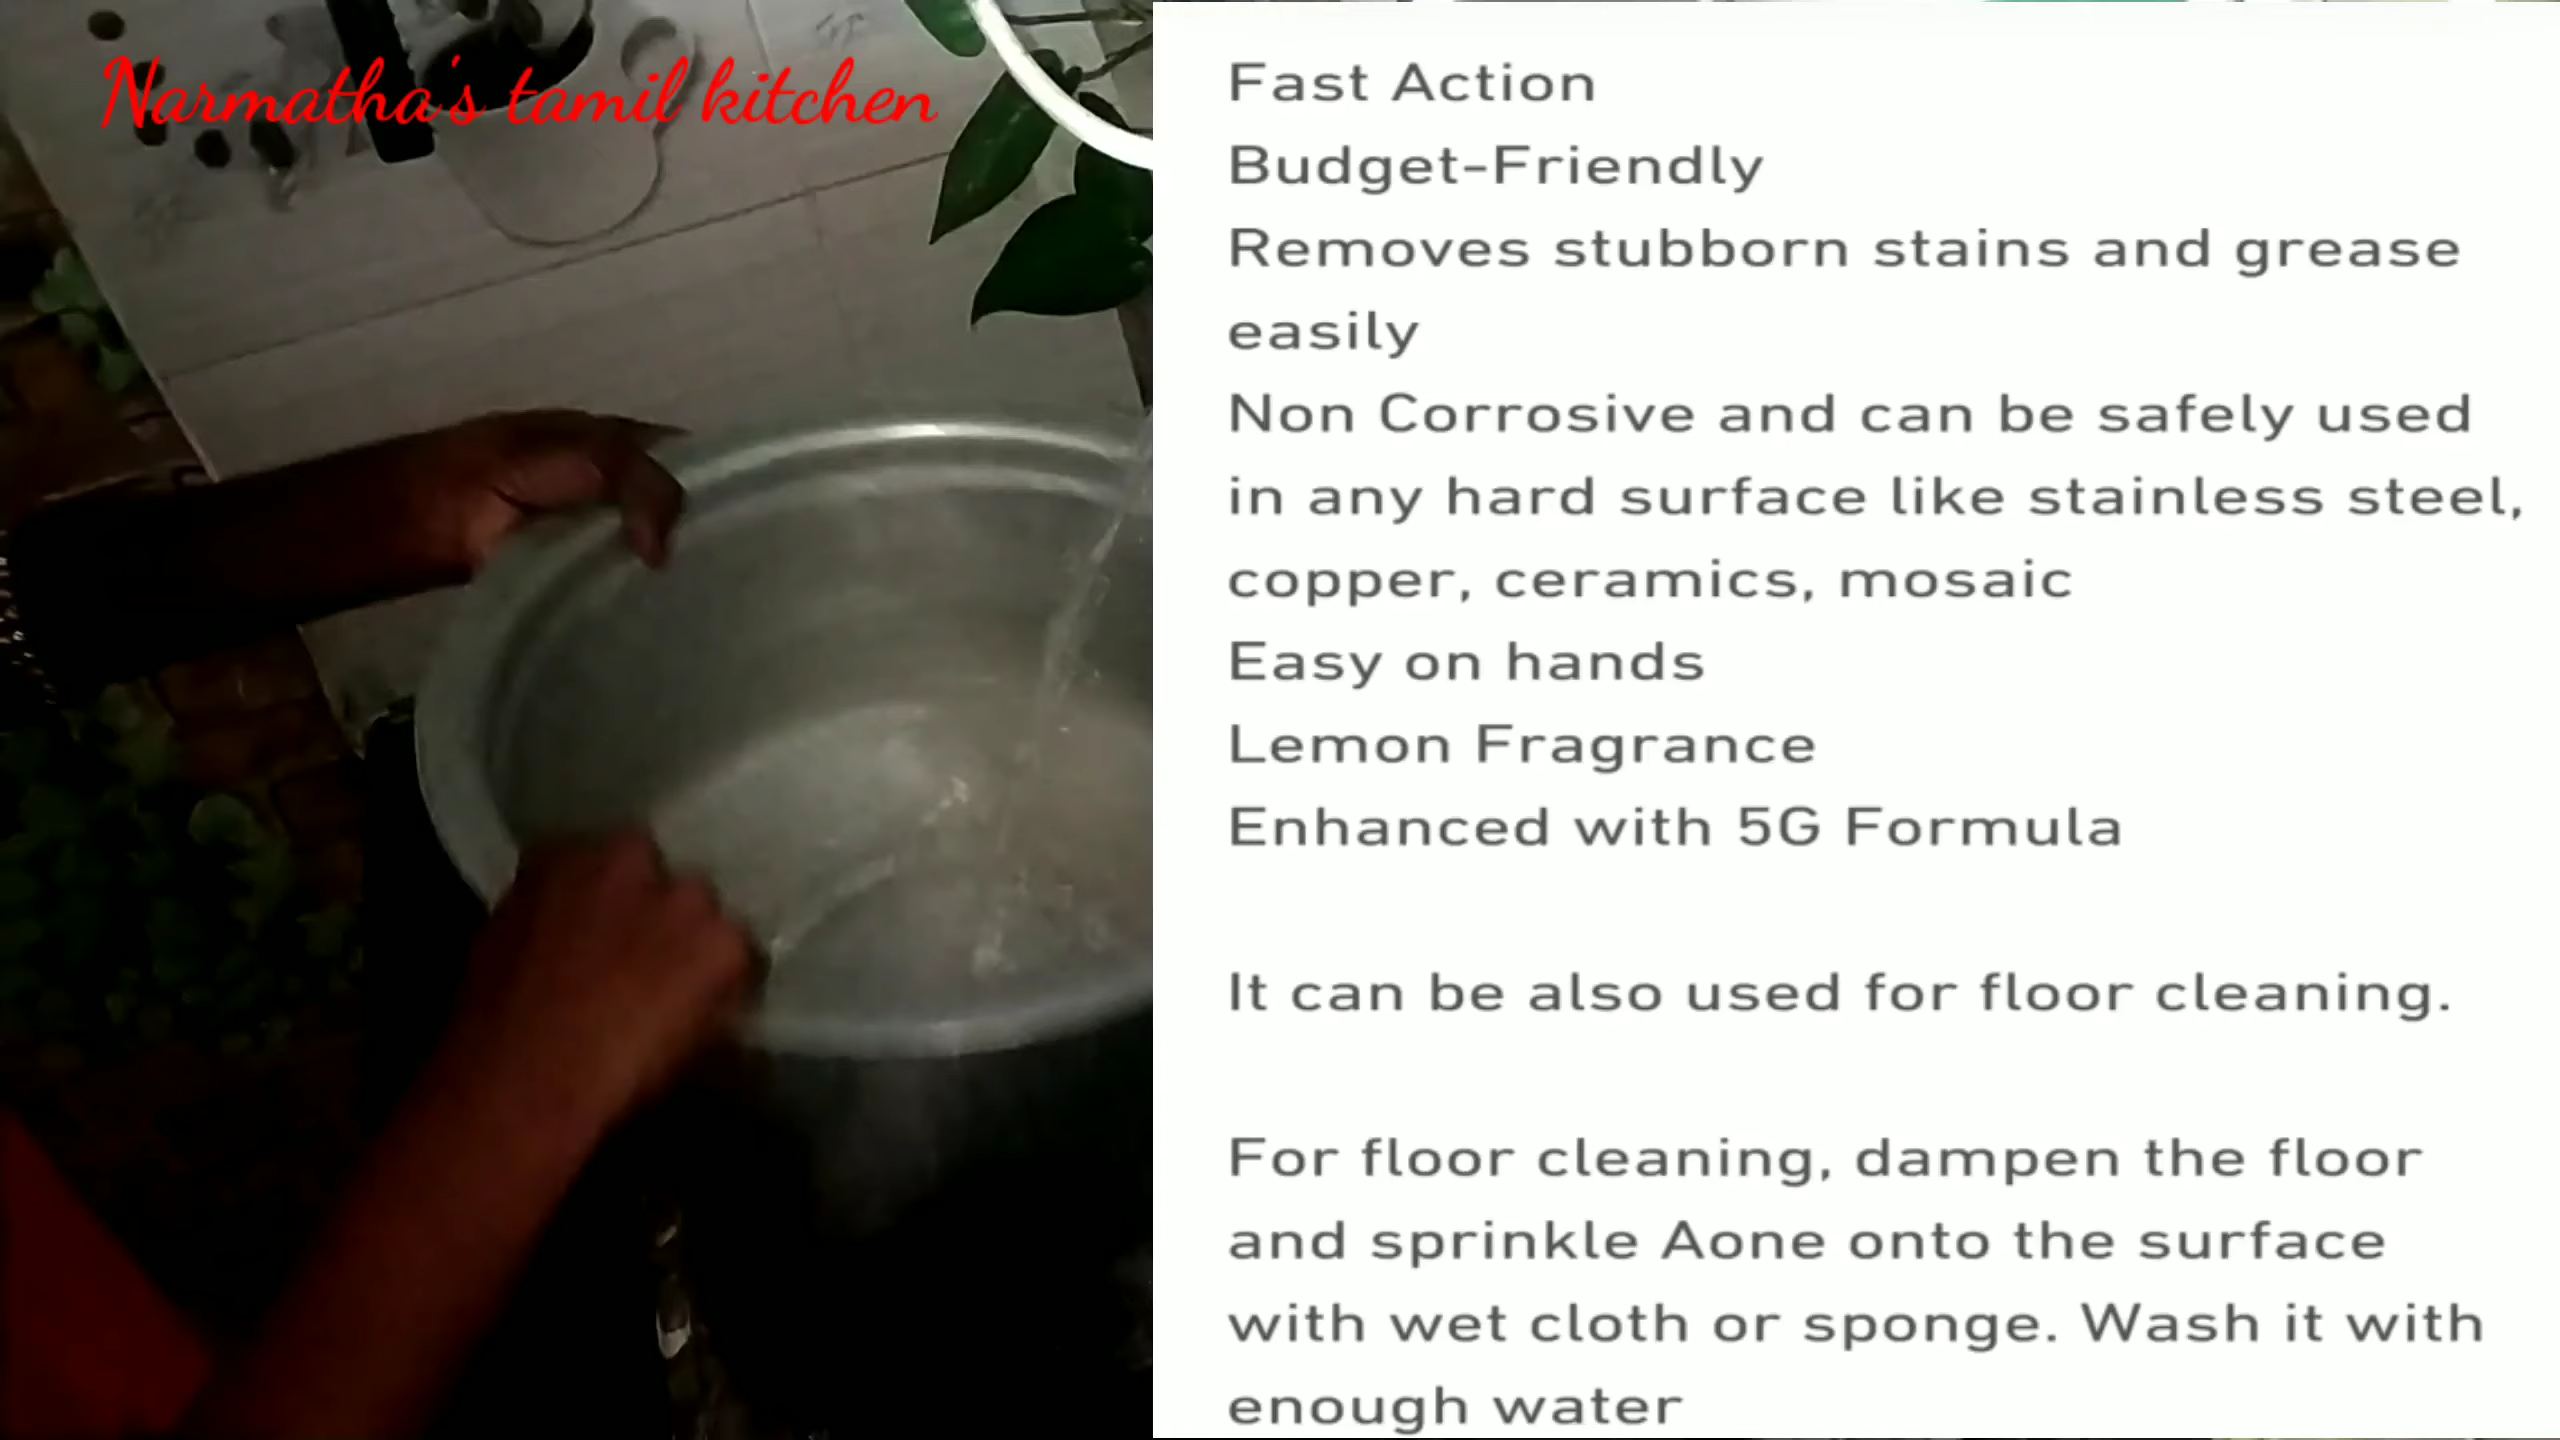 Narmatha's tamil kitchen
Fast Action
Budget-Friendly
Removes stubborn stains and grease
easily
Non Corrosive and can be safely used
in any hard surface like stainless steel,
copper, ceramics, mosaic
Easy on hands
Lemon Fragrance
Enhanced with 5G Formula
It can be also used for floor cleaning.
For floor cleaning, dampen the floor
and sprinkle Aone onto the surface
with wet cloth or sponge. Wash it with
enough water